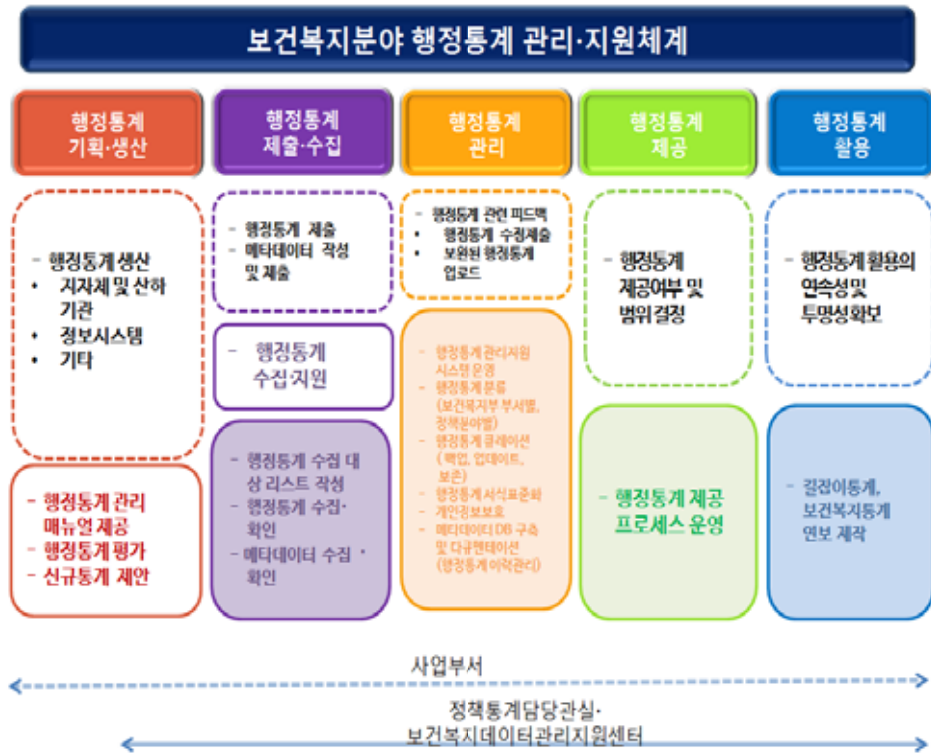 보건복지분야 행정통계 관리·지원체계
행정통계
기획·생산
행정통계
제출·수집
행정통계
관리
행정통계
제공
행정통계
활용
- 행정통계 생산
• 지자체 및 산하
기관
• 정보시스템
• 기타
- 행정통계 관리
매뉴얼 제공
- 행정통계 평가
- 신규통계 제안
- 행정통계 제출
- 메타데이터 작성
및 제출
- 행정통계
수집·지원
- 행정통계 수집 대
상 리스트 작성
- 행정통계 수집·
확인
- 메타데이터 수집·
확인
- 행정통계 관련 피드백
• 행정통계 수정제출
• 보완된 행정통계
업로드
- 행정통계 관리지원
시스템 운영
- 행정통계 분류
(보건복지부 부서별,
정책분야별)
- 행정통계 큐레이션
(백업, 업데이트,
보존)
- 행정통계 서식표준화
- 개인정보보호
- 메타데이터 DB 구축
및 다큐멘테이션
(행정통계 이력관리)
- 행정통계
제공여부 및
범위 결정
- 행정통계 제공
프로세스 운영
- 행정통계 활용의
연속성 및
투명성 확보
- 길잡이통계,
보건복지통계
연보 제작
사업부서
정책통계담당관실·
보건복지데이터관리지원센터